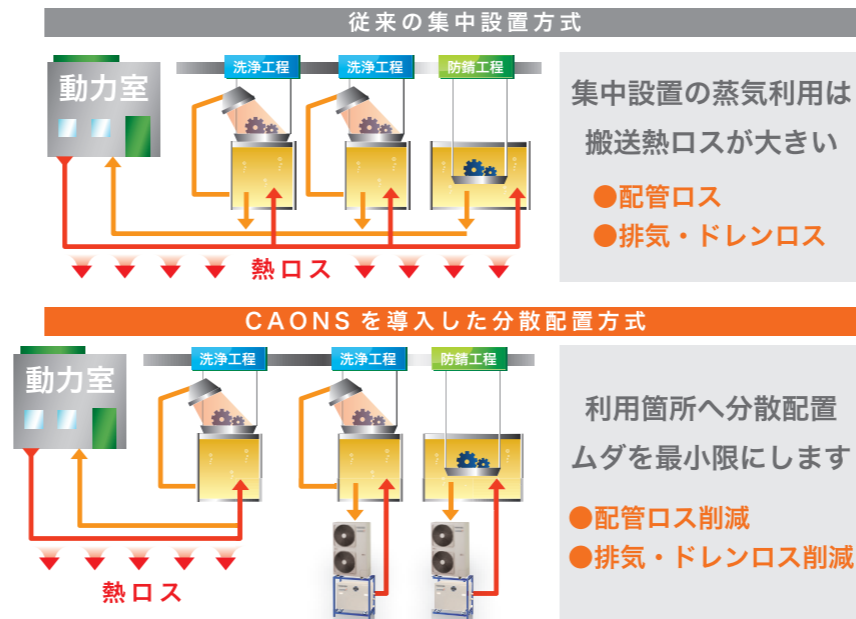 従来の集中設置方式
動力室
洗浄工程
洗浄工程
防錆工程
熱ロス
集中設置の蒸気利用は
搬送熱ロスが大きい
●配管ロス
●排気・ドレンロス
CAONSを導入した分散配置方式
動力室
洗浄工程
洗浄工程
防錆工程
熱ロス
利用箇所へ分散配置
ムダを最小限にします
●配管ロス削減
●排気・ドレンロス削減